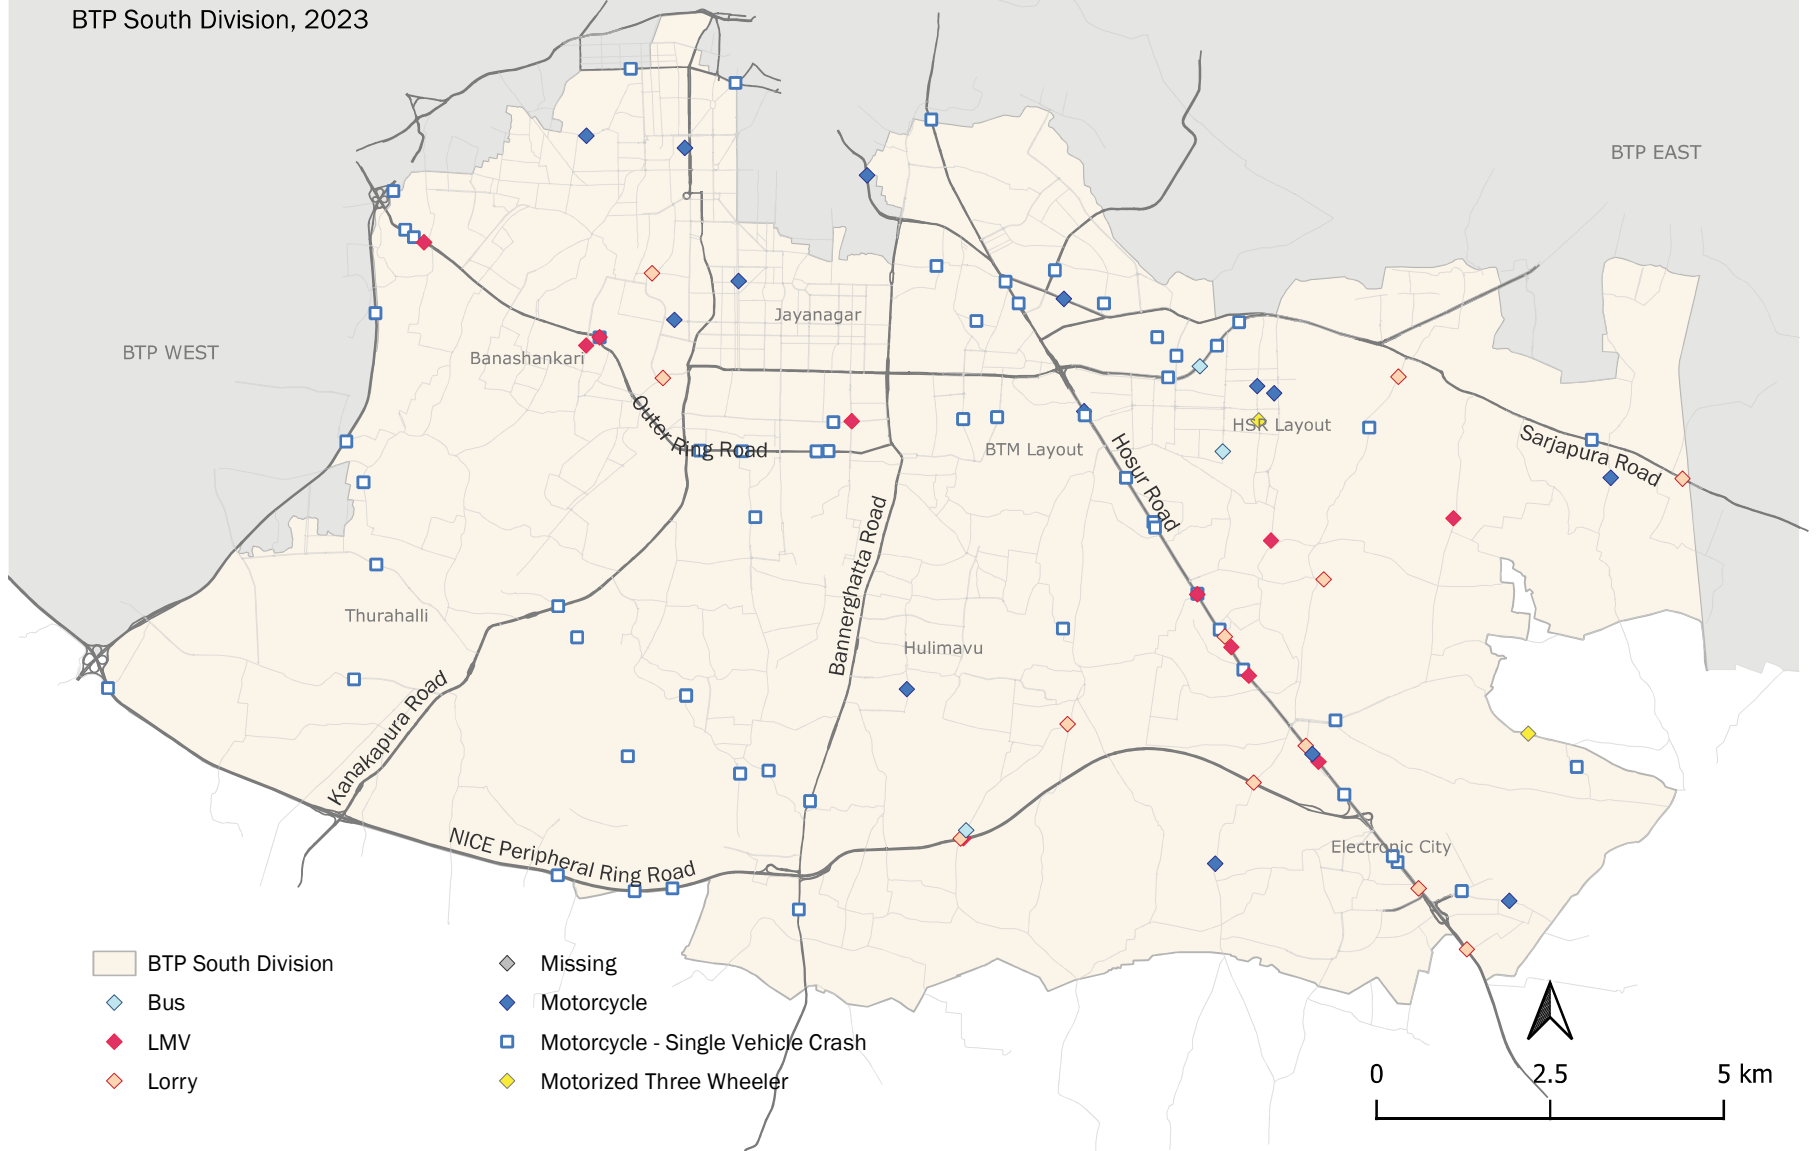 BTP South Division, 2023
BTP EAST
BTP WEST
Jayanagar
Banashankari
Outer Ring Road
HSR Layout
BTM Layout
Hosur Road
Sarjapura Road
Bannerghatta Road
Thurahalli
Hulimavu
Kanakapura Road
NICE Peripheral Ring Road
Electronic City
BTP South Division
Bus
LMV
Lorry
Missing
Motorcycle
Motorcycle - Single Vehicle Crash
Motorized Three Wheeler
0 2.5 5 km